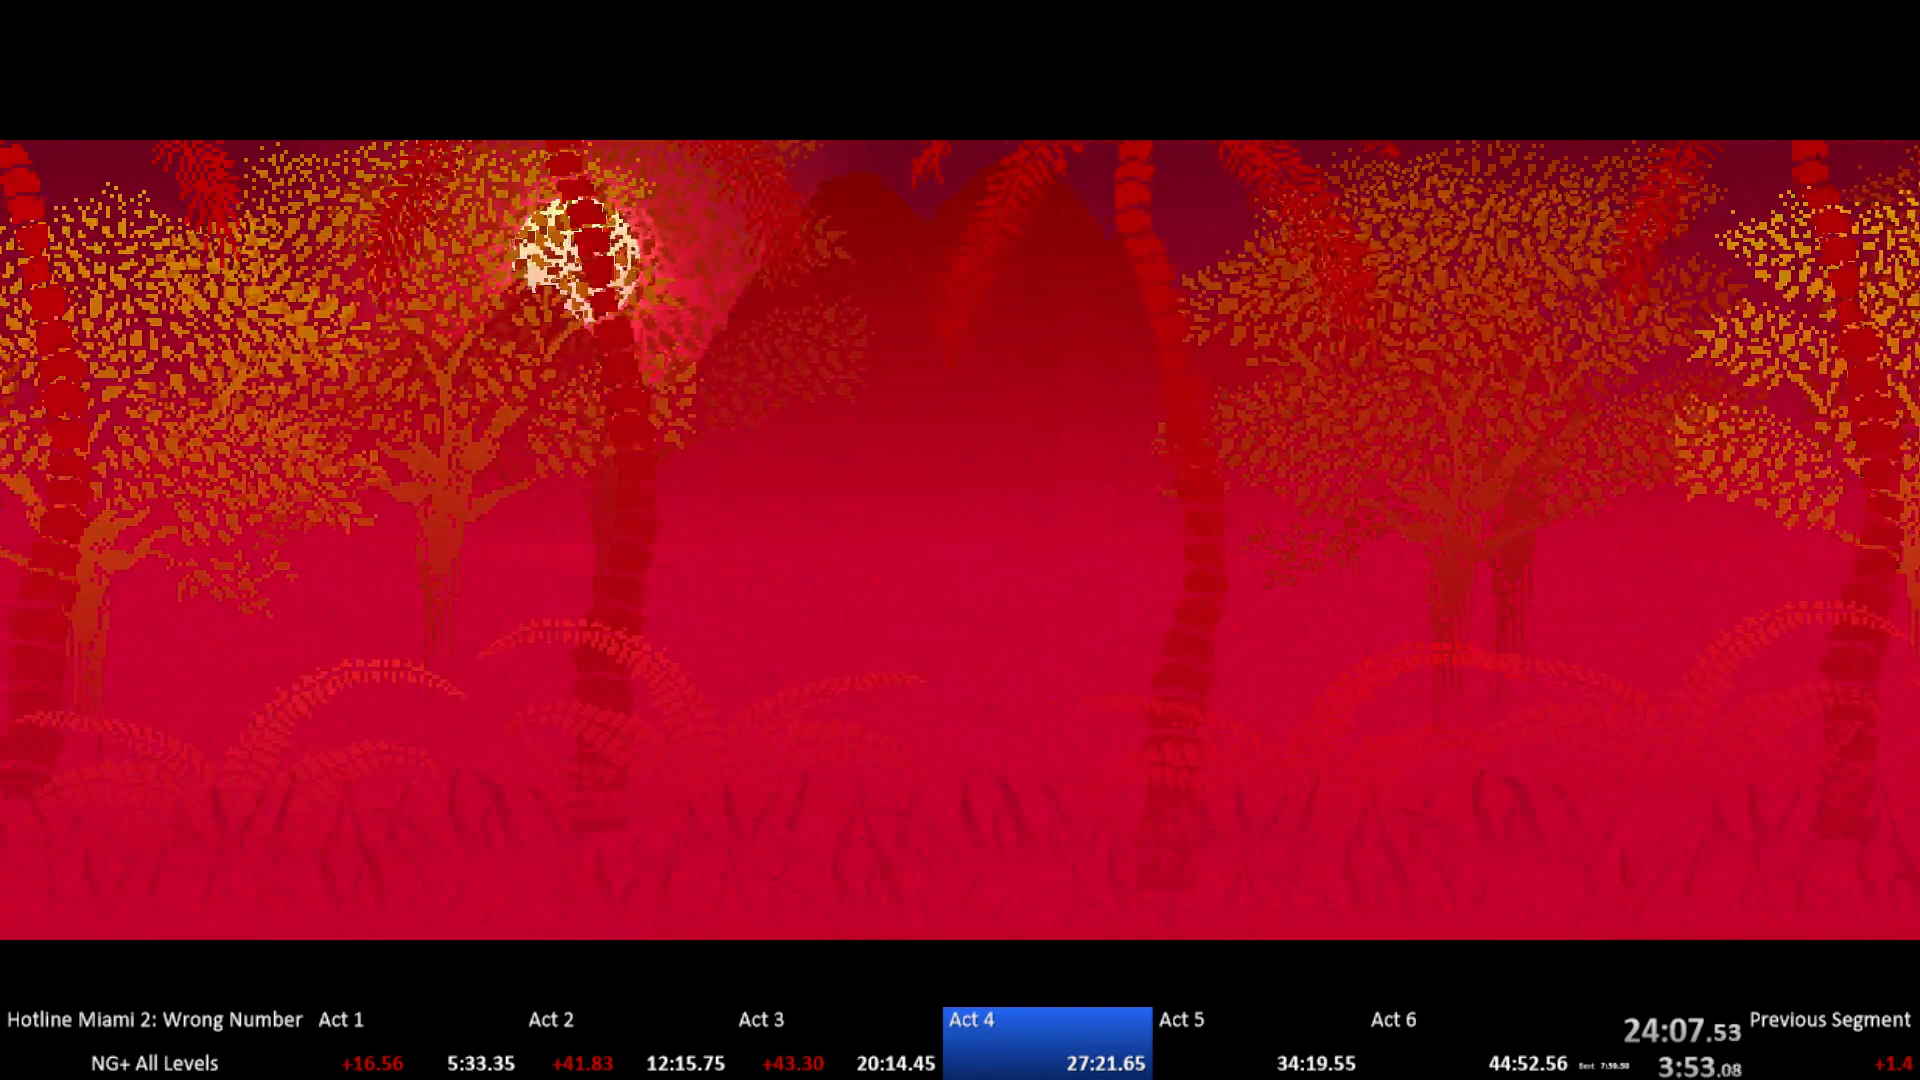 Hotline Miami 2: Wrong Number Act 1 Act 2 Act 3 Act 4 Act 5 Act 6 24:07.53 Previous Segment
NG+ All Levels +16.56 5:33.35 +41.83 12:15.75 +43.30 20:14.45 27:21.65 34:19.55 44:52.56 Best 3:53.08 +1.4